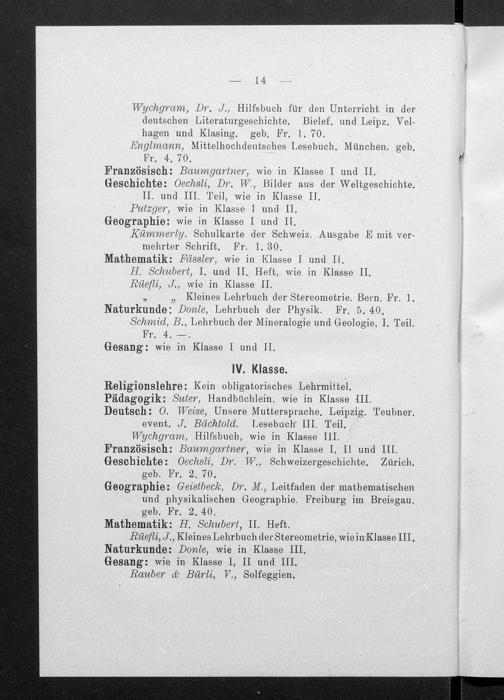 — 14 —
Wychgram, Dr. J., Hilfsbuch für den Unterricht in der
deutschen Literaturgeschichte. Bielef. und Leipz. Vel-
hagen und Klasing. geb. Fr. 1. 70.
Englmann, Mittelhochdeutsches Lesebuch. München. geb.
Fr. 4. 70.
Französisch: Baumgartner, wie in Klasse I und II.
Geschichte: Oechsli, Dr. W., Bilder aus der Weltgeschichte.
II. und III. Teil, wie in Klasse II.
Putzger, wie in Klasse I und II.
Geographie: wie in Klasse I und II.
Kümmerly. Schulkarte der Schweiz. Ausgabe E mit ver-
mehrter Schrift. Fr. 1. 30.
Mathematik: Fässler, wie in Klasse I und II.
H. Schubert, I. und II. Heft, wie in Klasse II.
Rüefli, J., wie in Klasse II.
„ „ Kleines Lehrbuch der Stereometrie. Bern. Fr. 1.
Naturkunde: Donle, Lehrbuch der Physik. Fr. 5. 40.
Schmid, B., Lehrbuch der Mineralogie und Geologie, I. Teil.
Fr. 4. —.
Gesang: wie in Klasse I und II.
IV. Klasse.
Religionslehre: Kein obligatorisches Lehrmittel.
Pädagogik: Suter, Handbüchlein, wie in Klasse III.
Deutsch: O. Weise, Unsere Muttersprache. Leipzig. Teubner.
event. J. Bächtold. Lesebuch III. Teil.
Wychgram, Hilfsbuch, wie in Klasse III.
Französisch: Baumgartner, wie in Klasse I, II und III.
Geschichte: Oechsli, Dr. W., Schweizergeschichte. Zürich.
geb. Fr. 2. 70.
Geographie: Geistbeck, Dr. M., Leitfaden der mathematischen
und physikalischen Geographie. Freiburg im Breisgau.
geb. Fr. 2. 40.
Mathematik: H. Schubert, II. Heft.
Rüefli, J., Kleines Lehrbuch der Stereometrie, wie in Klasse III.
Naturkunde: Donle, wie in Klasse III.
Gesang: wie in Klasse I, II und III.
Rauber & Bürli, V., Solfeggien.